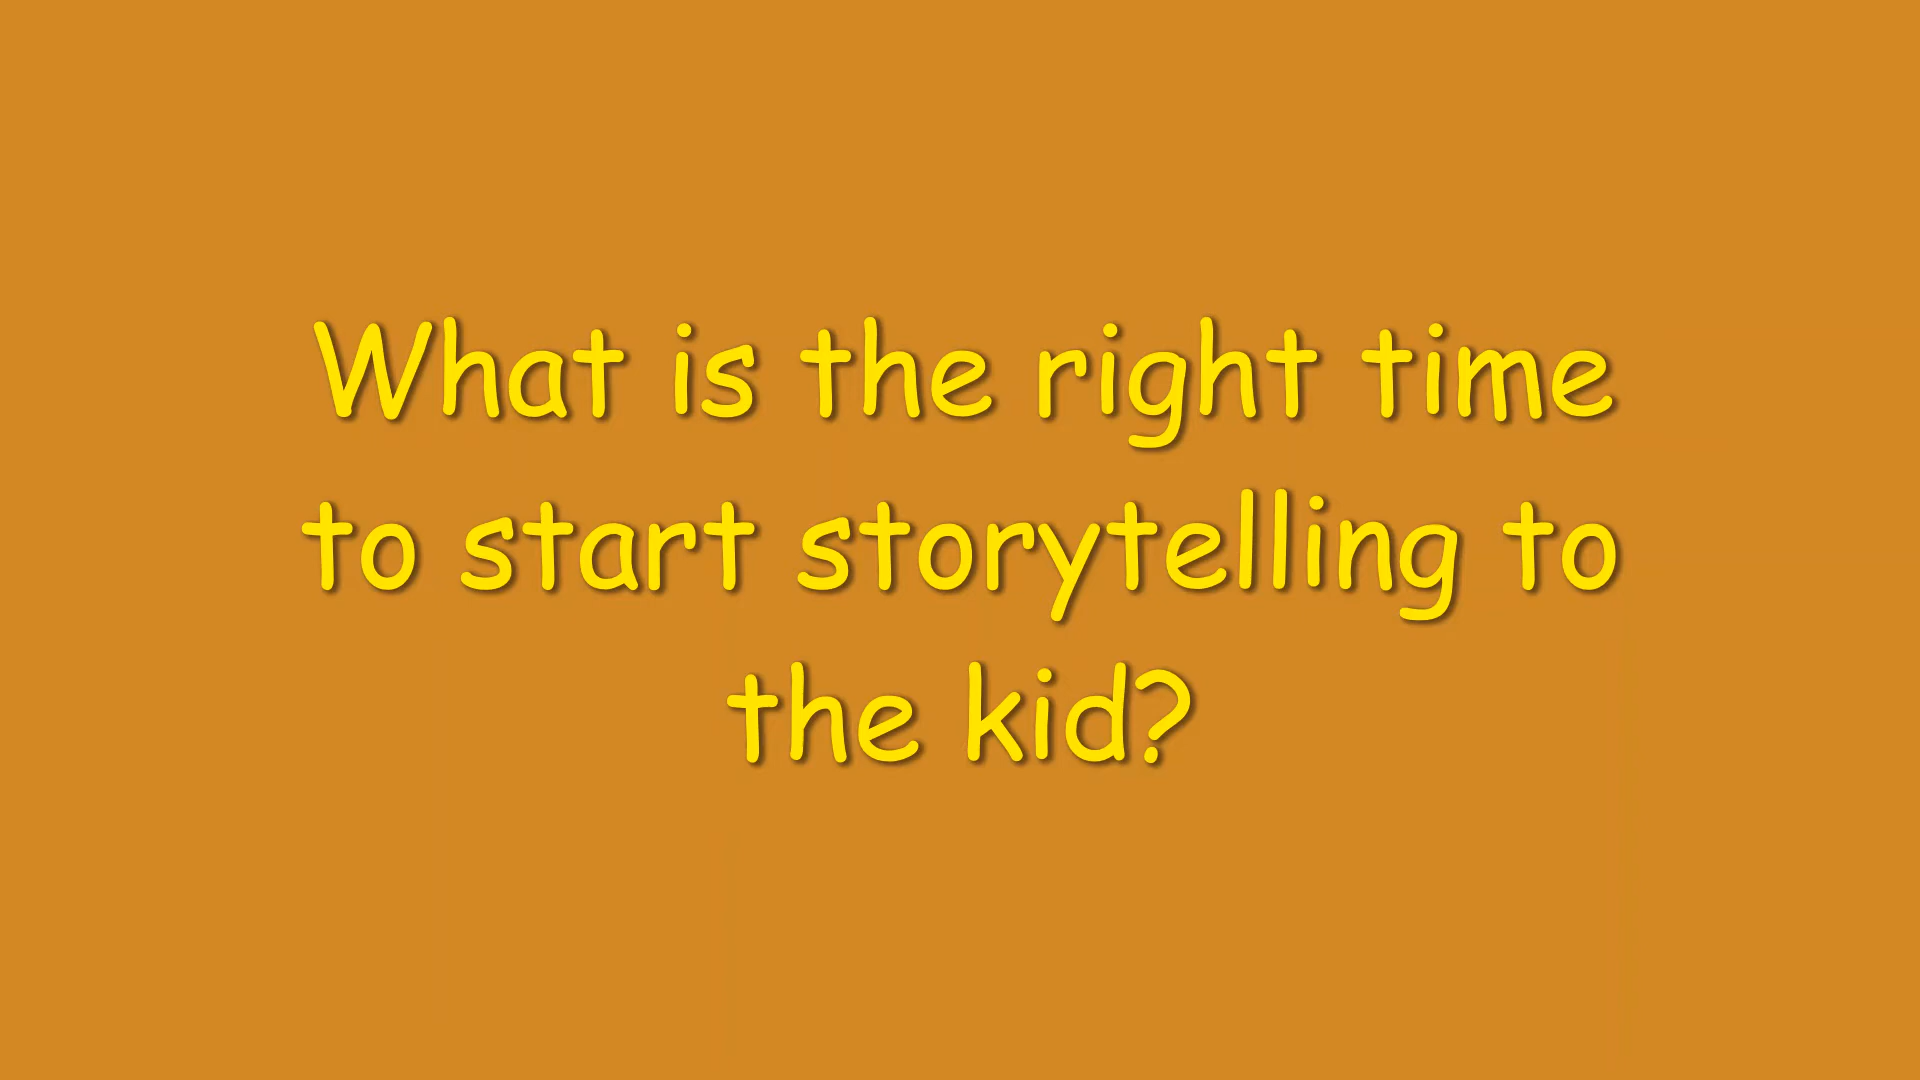 What is the right time
to start storytelling to
the kid?